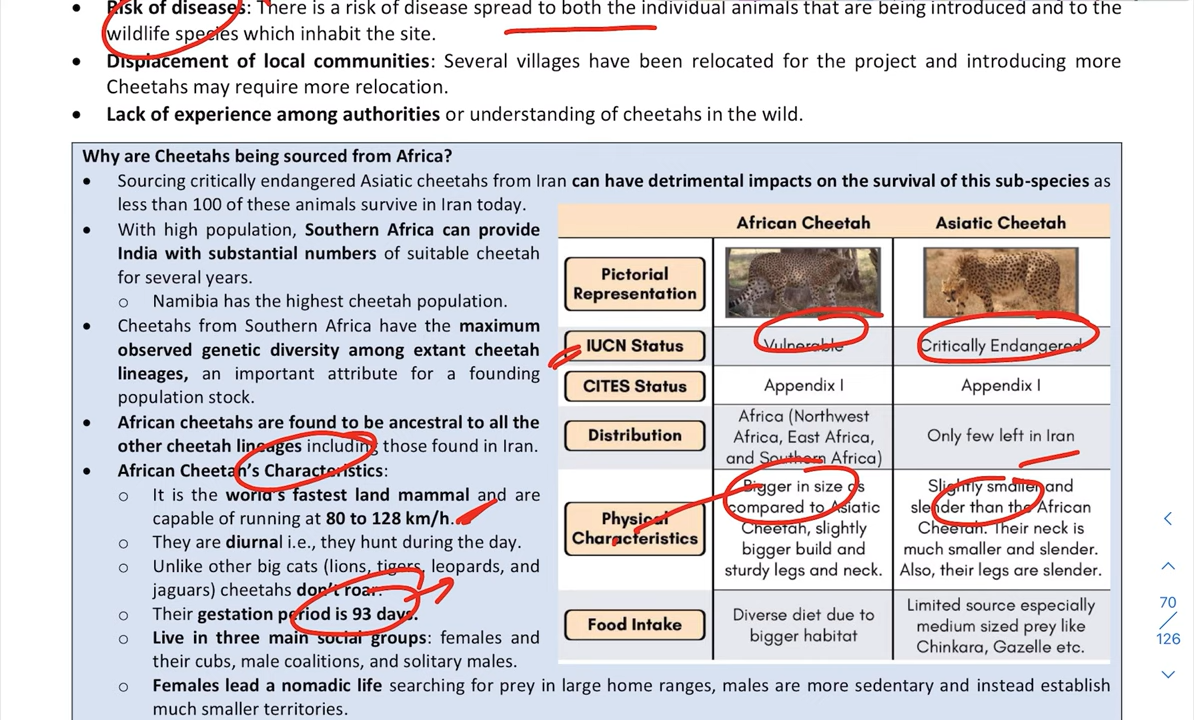 • Risk of diseases: There is a risk of disease spread to both the individual animals that are being introduced and to the
wildlife species which inhabit the site.
• Displacement of local communities: Several villages have been relocated for the project and introducing more
Cheetahs may require more relocation.
• Lack of experience among authorities or understanding of cheetahs in the wild.
Why are Cheetahs being sourced from Africa?
• Sourcing critically endangered Asiatic cheetahs from Iran can have detrimental impacts on the survival of this sub-species as
less than 100 of these animals survive in Iran today.
• With high population, Southern Africa can provide
India with substantial numbers of suitable cheetah
for several years.
o Namibia has the highest cheetah population.
• Cheetahs from Southern Africa have the maximum
observed genetic diversity among extant cheetah
lineages, an important attribute for a founding
population stock.
• African cheetahs are found to be ancestral to all the
other cheetah lineages including those found in Iran.
• African Cheetah's Characteristics:
o It is the world's fastest land mammal and are
capable of running at 80 to 128 km/h.
o They are diurnal i.e., they hunt during the day.
o Unlike other big cats (lions, tigers, leopards, and
jaguars) cheetahs don't roar.
o Their gestation period is 93 days.
o Live in three main social groups: females and
their cubs, male coalitions, and solitary males.
o Females lead a nomadic life searching for prey in large home ranges, males are more sedentary and instead establish
much smaller territories.
African Cheetah Asiatic Cheetah
Pictorial
Representation
IUCN Status Vulnerable Critically Endangered
CITES Status Appendix I Appendix I
Distribution
Africa (Northwest
Africa, East Africa,
and Southern Africa)
Only few left in Iran
Physical
Characteristics
Bigger in size as
compared to Asiatic
Cheetah, slightly
bigger build and
sturdy legs and neck.
Slightly smaller and
slender than the African
Cheetah. Their neck is
much smaller and slender.
Also, their legs are slender.
Food Intake
Diverse diet due to
bigger habitat
Limited source especially
medium sized prey like
Chinkara, Gazelle etc.
70
/
126